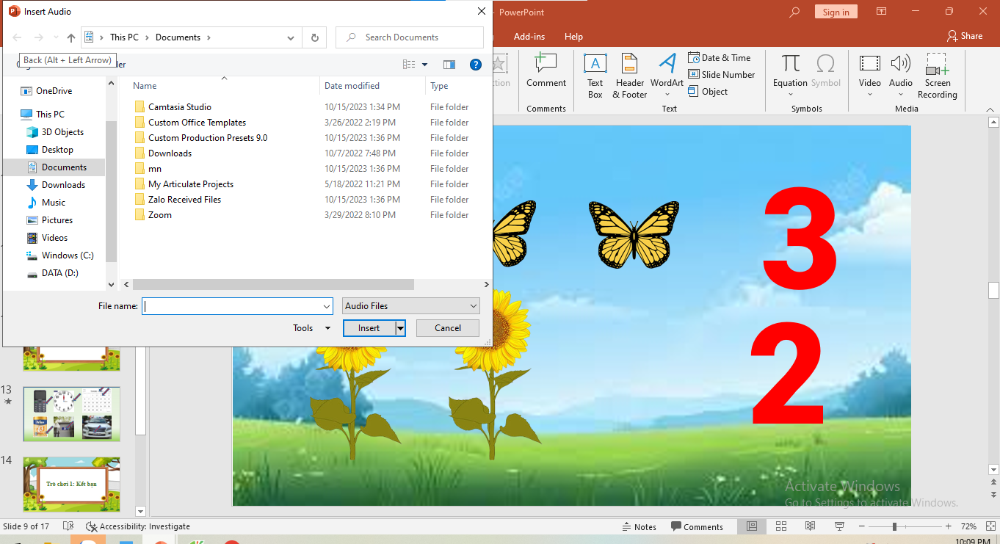 Insert Audio
PowerPoint
Sign in
This PC > Documents >
Search Documents
Add-ins
Help
Share
Back (Alt + Left Arrow)
Name
Date modified
Type
OneDrive
This PC
3D Objects
Desktop
Documents
Downloads
Music
Pictures
Videos
Windows (C:)
DATA (D:)
Camtasia Studio 10/15/2023 1:34 PM File folder
Custom Office Templates 3/26/2022 2:19 PM File folder
Custom Production Presets 9.0 10/15/2023 1:36 PM File folder
Downloads 10/7/2022 7:48 PM File folder
mn 10/15/2023 1:36 PM File folder
My Articulate Projects 5/18/2022 11:21 PM File folder
Zalo Received Files 10/15/2023 1:36 PM File folder
Zoom 3/29/2022 8:10 PM File folder
File name:
Audio Files
Tools
Insert
Cancel
Comment
Comments
Text
Box
Header
& Footer
WordArt
Date & Time
Slide Number
Object
Text
Equation
Symbol
Symbols
Video
Audio
Screen
Recording
Media
3
2
13
14
Trò chơi 1: Kết bạn
Activate Windows
Go to Settings to activate Windows.
Slide 9 of 17
Accessibility: Investigate
Notes
Comments
72%
10:09 PM